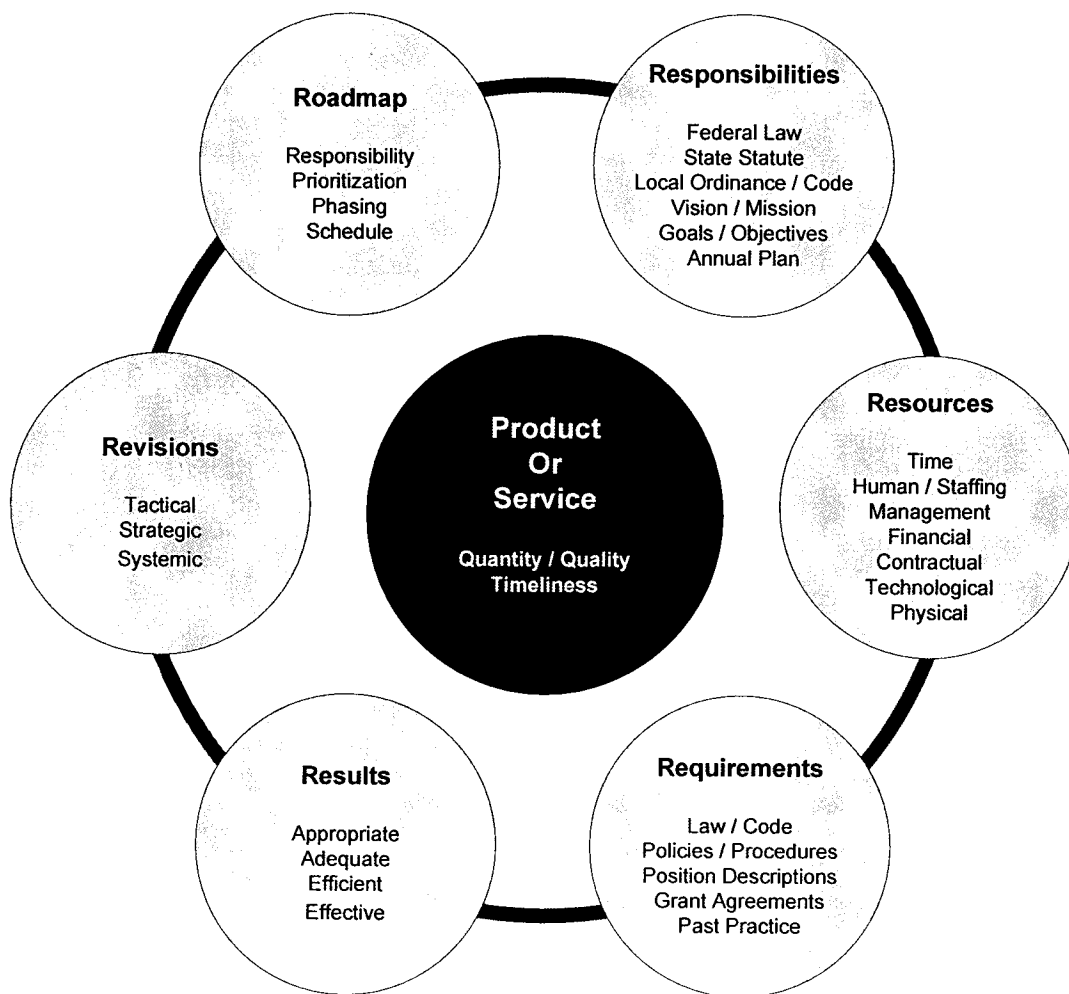 Roadmap
Responsibility
Prioritization
Phasing
Schedule
Responsibilities
Federal Law
State Statute
Local Ordinance / Code
Vision / Mission
Goals / Objectives
Annual Plan
Revisions
Tactical
Strategic
Systemic
Product
Or
Service
Quantity / Quality
Timeliness
Resources
Time
Human / Staffing
Management
Financial
Contractual
Technological
Physical
Results
Appropriate
Adequate
Efficient
Effective
Requirements
Law / Code
Policies / Procedures
Position Descriptions
Grant Agreements
Past Practice